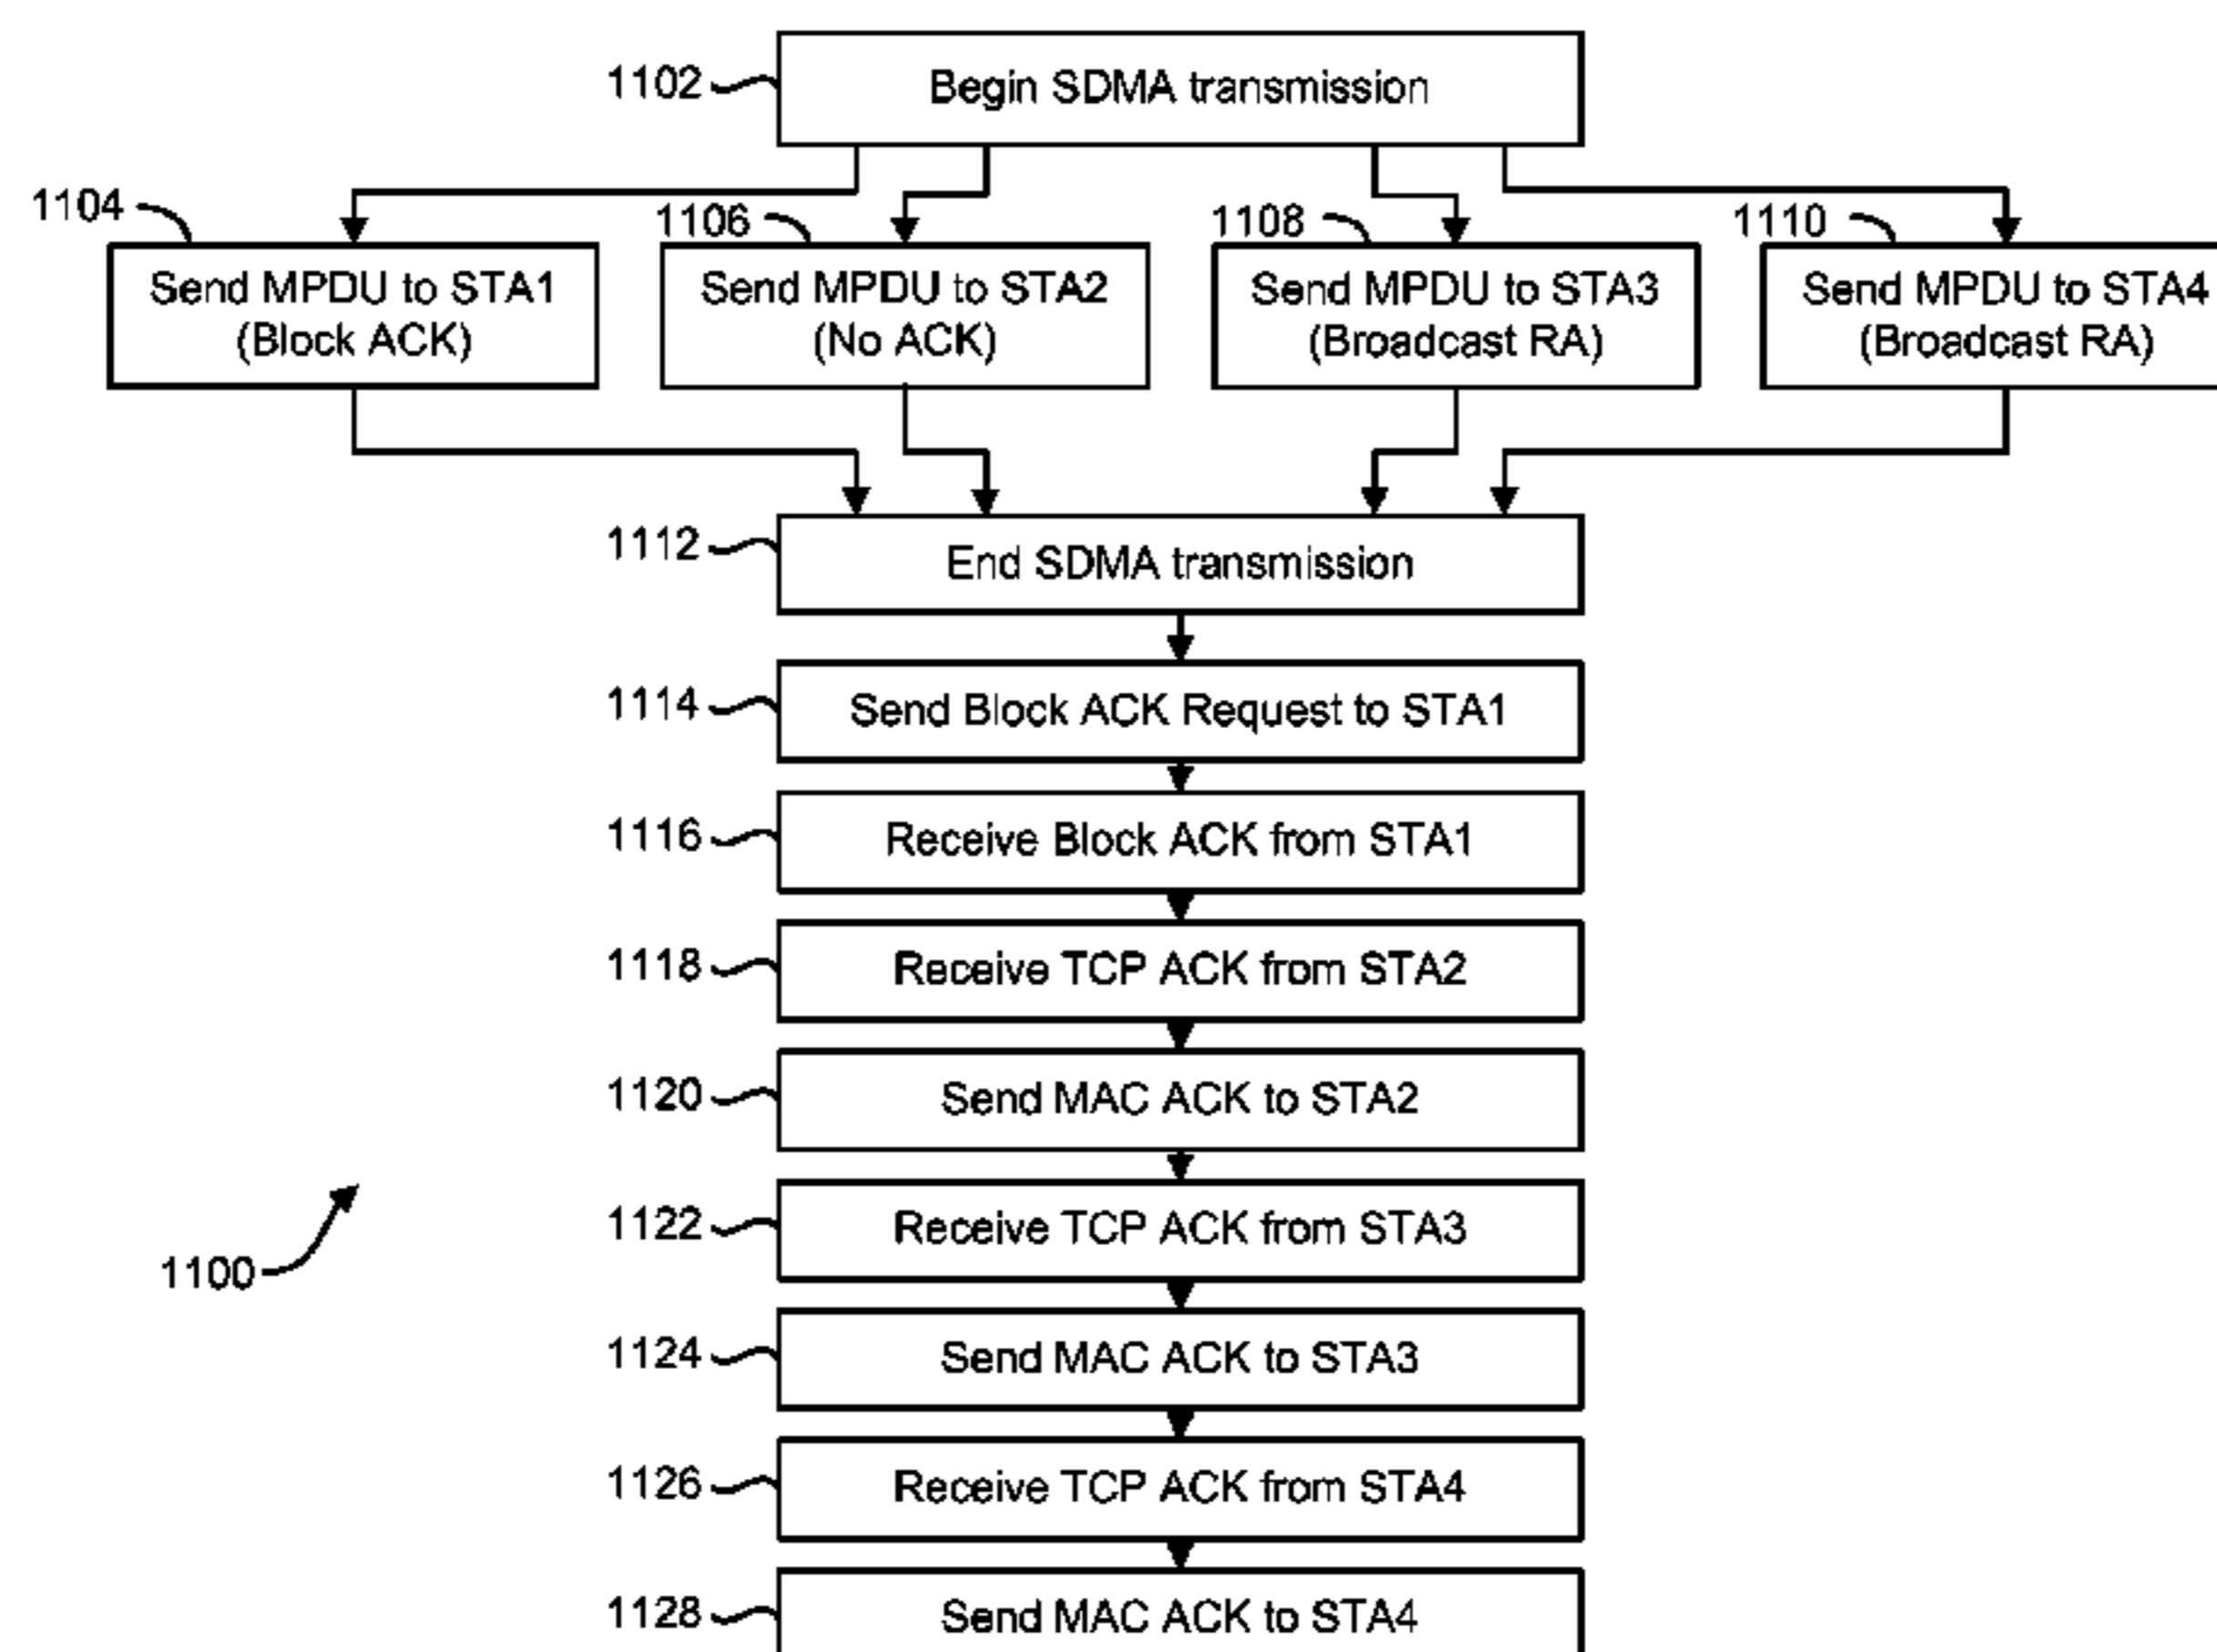 1102
Begin SDMA transmission
1104
1106
1108
1110
Send MPDU to STA1
(Block ACK)
Send MPDU to STA2
(No ACK)
Send MPDU to STA3
(Broadcast RA)
Send MPDU to STA4
(Broadcast RA)
1112
End SDMA transmission
1114
Send Block ACK Request to STA1
1116
Receive Block ACK from STA1
1118
Receive TCP ACK from STA2
1120
Send MAC ACK to STA2
1122
Receive TCP ACK from STA3
1100
1124
Send MAC ACK to STA3
1126
Receive TCP ACK from STA4
1128
Send MAC ACK to STA4